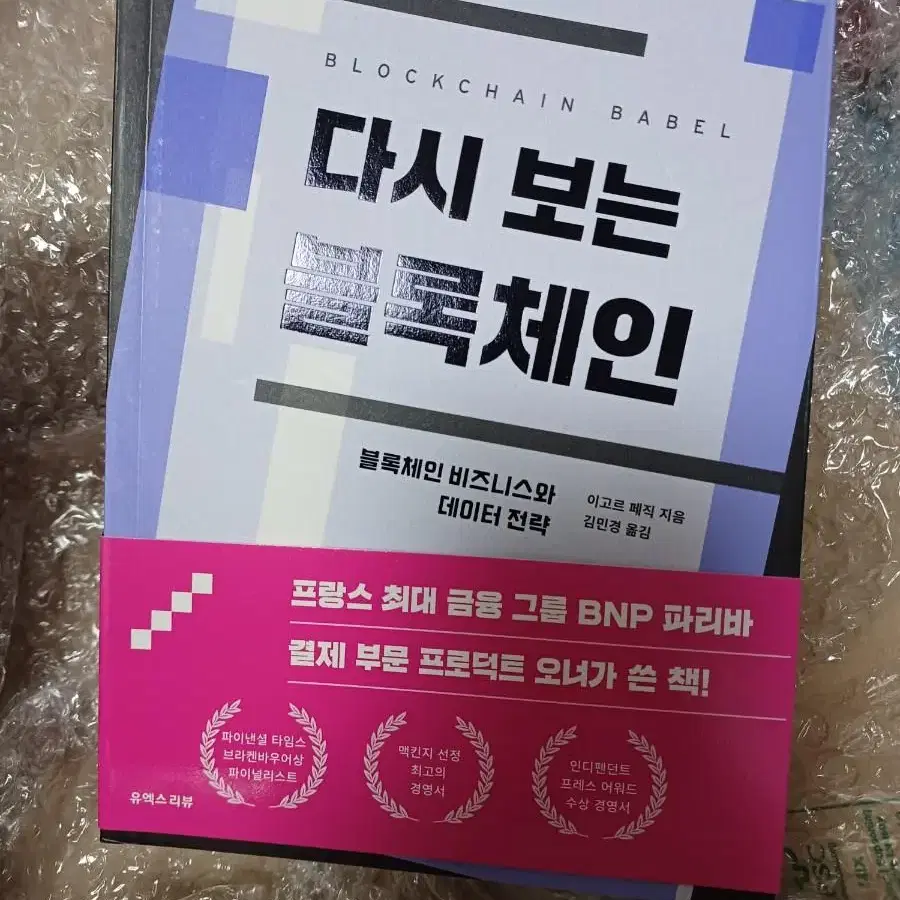 BLOCKCHAIN BABEL
다시 보는
블록체인
블록체인 비즈니스와
데이터 전략
이고르 페직 지음
김민경 옮김
프랑스 최대 금융 그룹 BNP 파리바
결제 부문 프로덕트 오너가 쓴 책!
파이낸셜 타임스
브라켄바우어상
파이널리스트
맥킨지 선정
최고의
경영서
인디펜던트
프레스 어워드
수상 경영서
유엑스리뷰